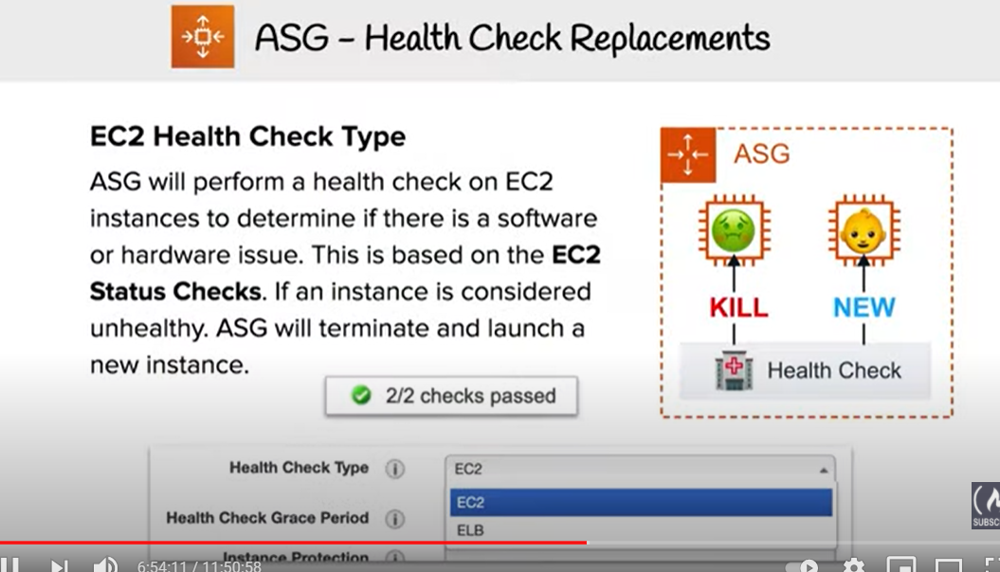 ASG – Health Check Replacements
EC2 Health Check Type
ASG will perform a health check on EC2
instances to determine if there is a software
or hardware issue. This is based on the EC2
Status Checks. If an instance is considered
unhealthy. ASG will terminate and launch a
new instance.
2/2 checks passed
ASG
KILL NEW
Health Check
Health Check Type i EC2
EC2
Health Check Grace Period i
ELB
Instance Protection i
SUBSC
6:54:11 / 11:50:58